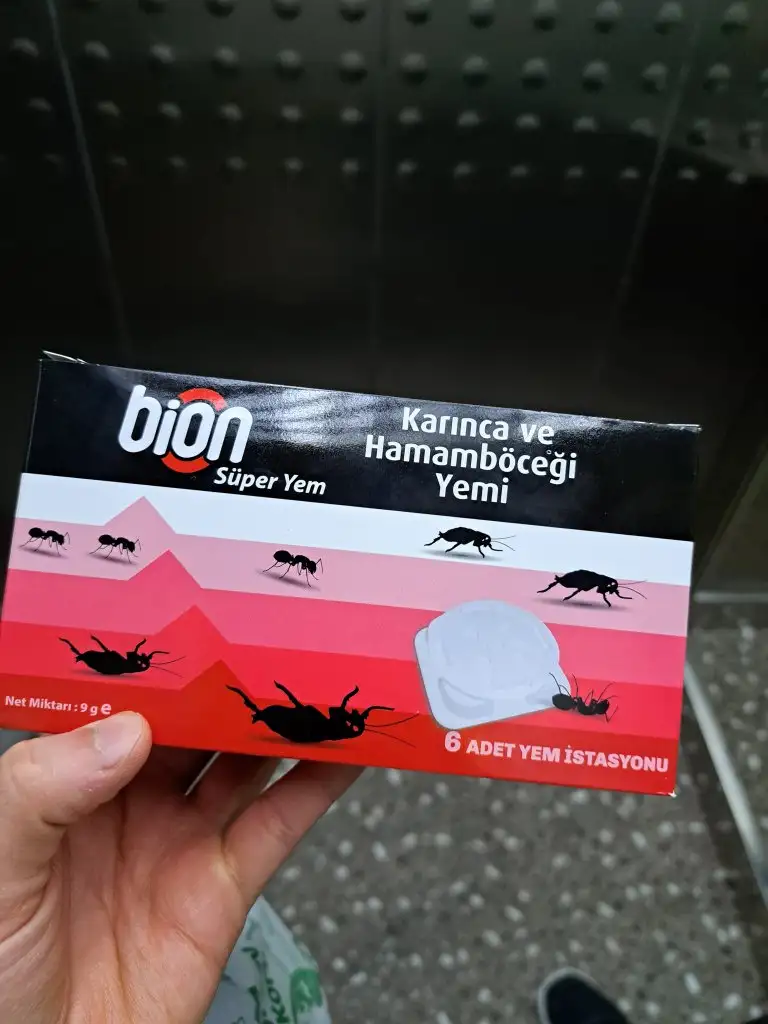 bion
Süper Yem
Karınca ve
Hamamböceği
Yemi
Net Miktarı : 9 g e
6 ADET YEM İSTASYONU